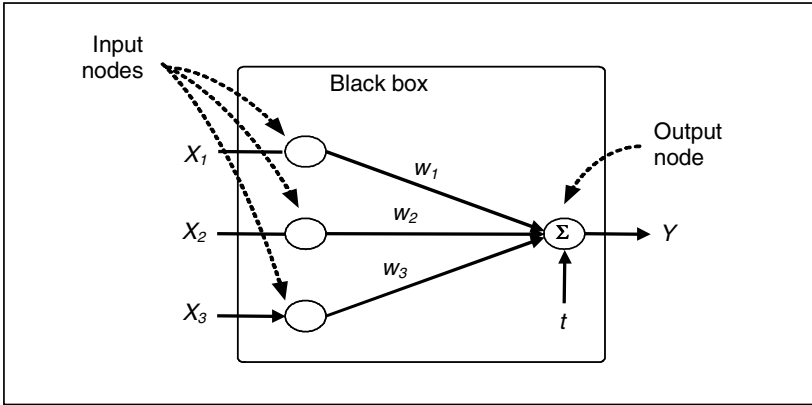 Input
nodes
Black box
Output
node
X₁
w₁
X₂
w₂
Σ
Y
w₃
X₃
t